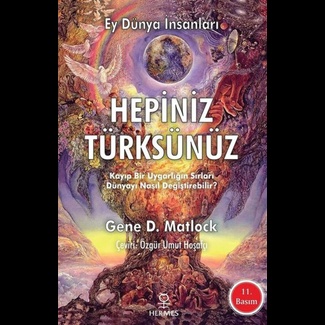 Ey Dünya İnsanları
HEPİNİZ
TÜRKSÜNÜZ
Kayıp Bir Uygarlığın Sırları
Dünyayı Nasıl Değiştirebilir?
Gene D. Matlock
Çeviri: Özgür Umut Hoşafçı
11.
Basım
HERMES